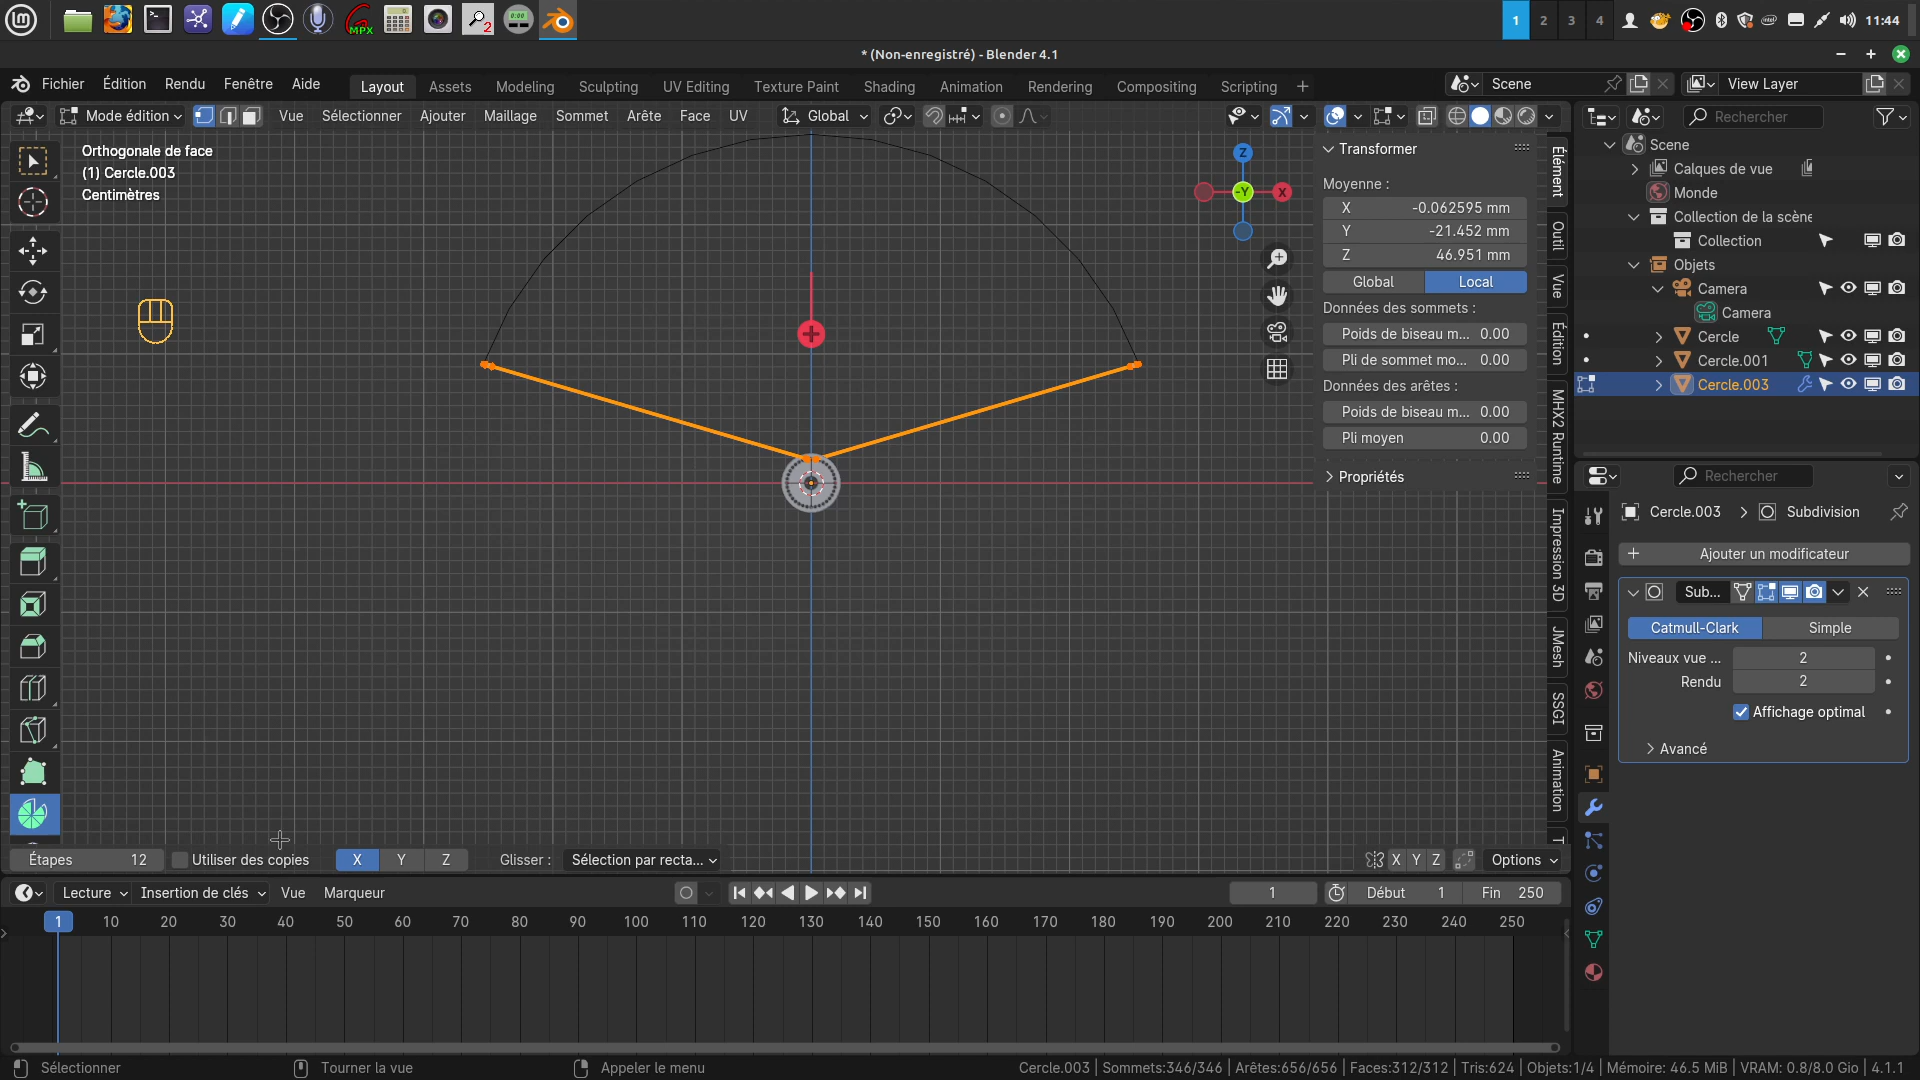 MPX
2
0:00
1
2
3
4
11:44
* (Non-enregistré) - Blender 4.1
Fichier Édition Rendu Fenêtre Aide
Layout Assets Modeling Sculpting UV Editing Texture Paint Shading Animation Rendering Compositing Scripting +
Scene
View Layer
Mode édition Vue Sélectionner Ajouter Maillage Sommet Arête Face UV
Global
Rechercher
Orthogonale de face
(1) Cercle.003
Centimètres
Z
-Y
X
Transformer
Moyenne :
X -0.062595 mm
Y -21.452 mm
Z 46.951 mm
Global Local
Données des sommets :
Poids de biseau m... 0.00
Pli de sommet mo... 0.00
Données des arêtes :
Poids de biseau m... 0.00
Pli moyen 0.00
Propriétés
Élément
Outil
Vue
Édition
MHX2 Runtime
Impression 3D
JMesh
SSGI
Animation
T
Scene
Calques de vue
Monde
Collection de la scène
Collection
Objets
Camera
Camera
Cercle
Cercle.001
Cercle.003
Rechercher
Cercle.003 > Subdivision
+ Ajouter un modificateur
Sub...
Catmull-Clark Simple
Niveaux vue ... 2
Rendu 2
Affichage optimal
Avancé
Étapes 12 Utiliser des copies X Y Z Glisser : Sélection par recta...
X Y Z Options
Lecture Insertion de clés Vue Marqueur
1 Début 1 Fin 250
1 10 20 30 40 50 60 70 80 90 100 110 120 130 140 150 160 170 180 190 200 210 220 230 240 250
Sélectionner Tourner la vue Appeler le menu
Cercle.003 | Sommets:346/346 | Arêtes:656/656 | Faces:312/312 | Tris:624 | Objets:1/4 | Mémoire: 46.5 MiB | VRAM: 0.8/8.0 Gio | 4.1.1